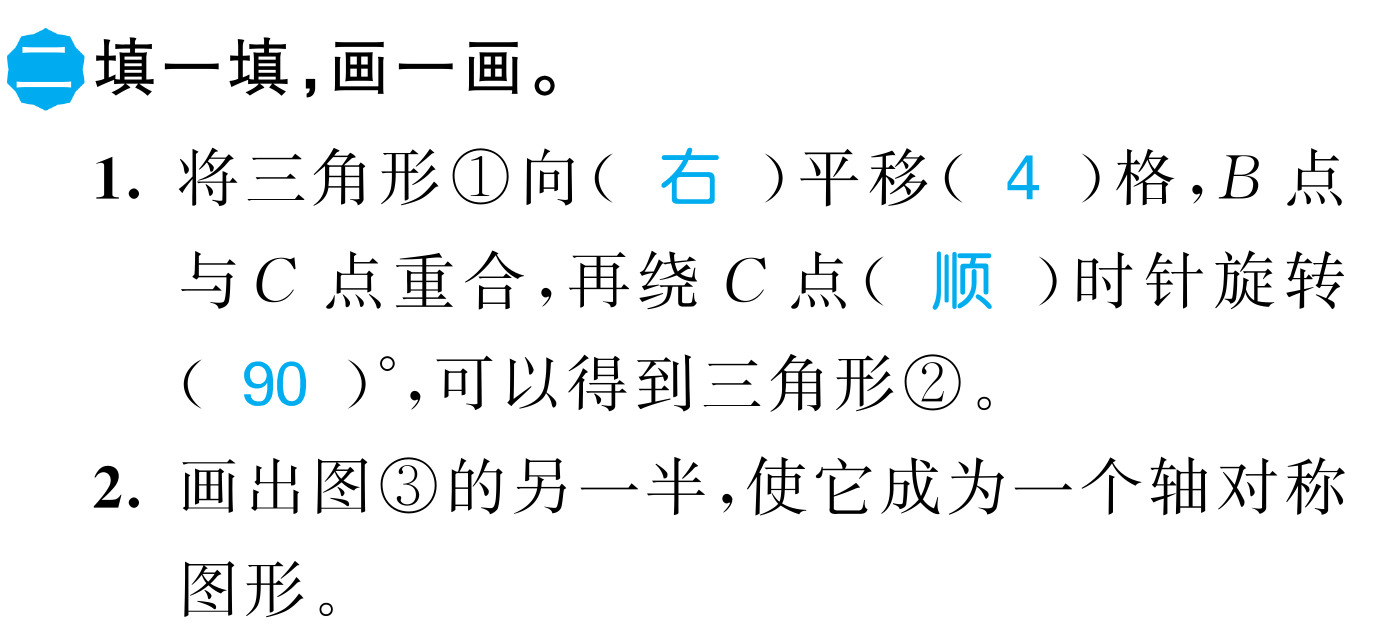 二 填一填,画一画。
1. 将三角形①向( 右 )平移( 4 )格,B 点
与 C 点重合,再绕 C 点( 顺 )时针旋转
( 90 )°,可以得到三角形②。
2. 画出图③的另一半,使它成为一个轴对称
图形。